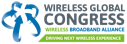 WIRELESS GLOBAL
CONGRESS
WIRELESS BROADBAND ALLIANCE
DRIVING NEXT WIRELESS EXPERIENCE